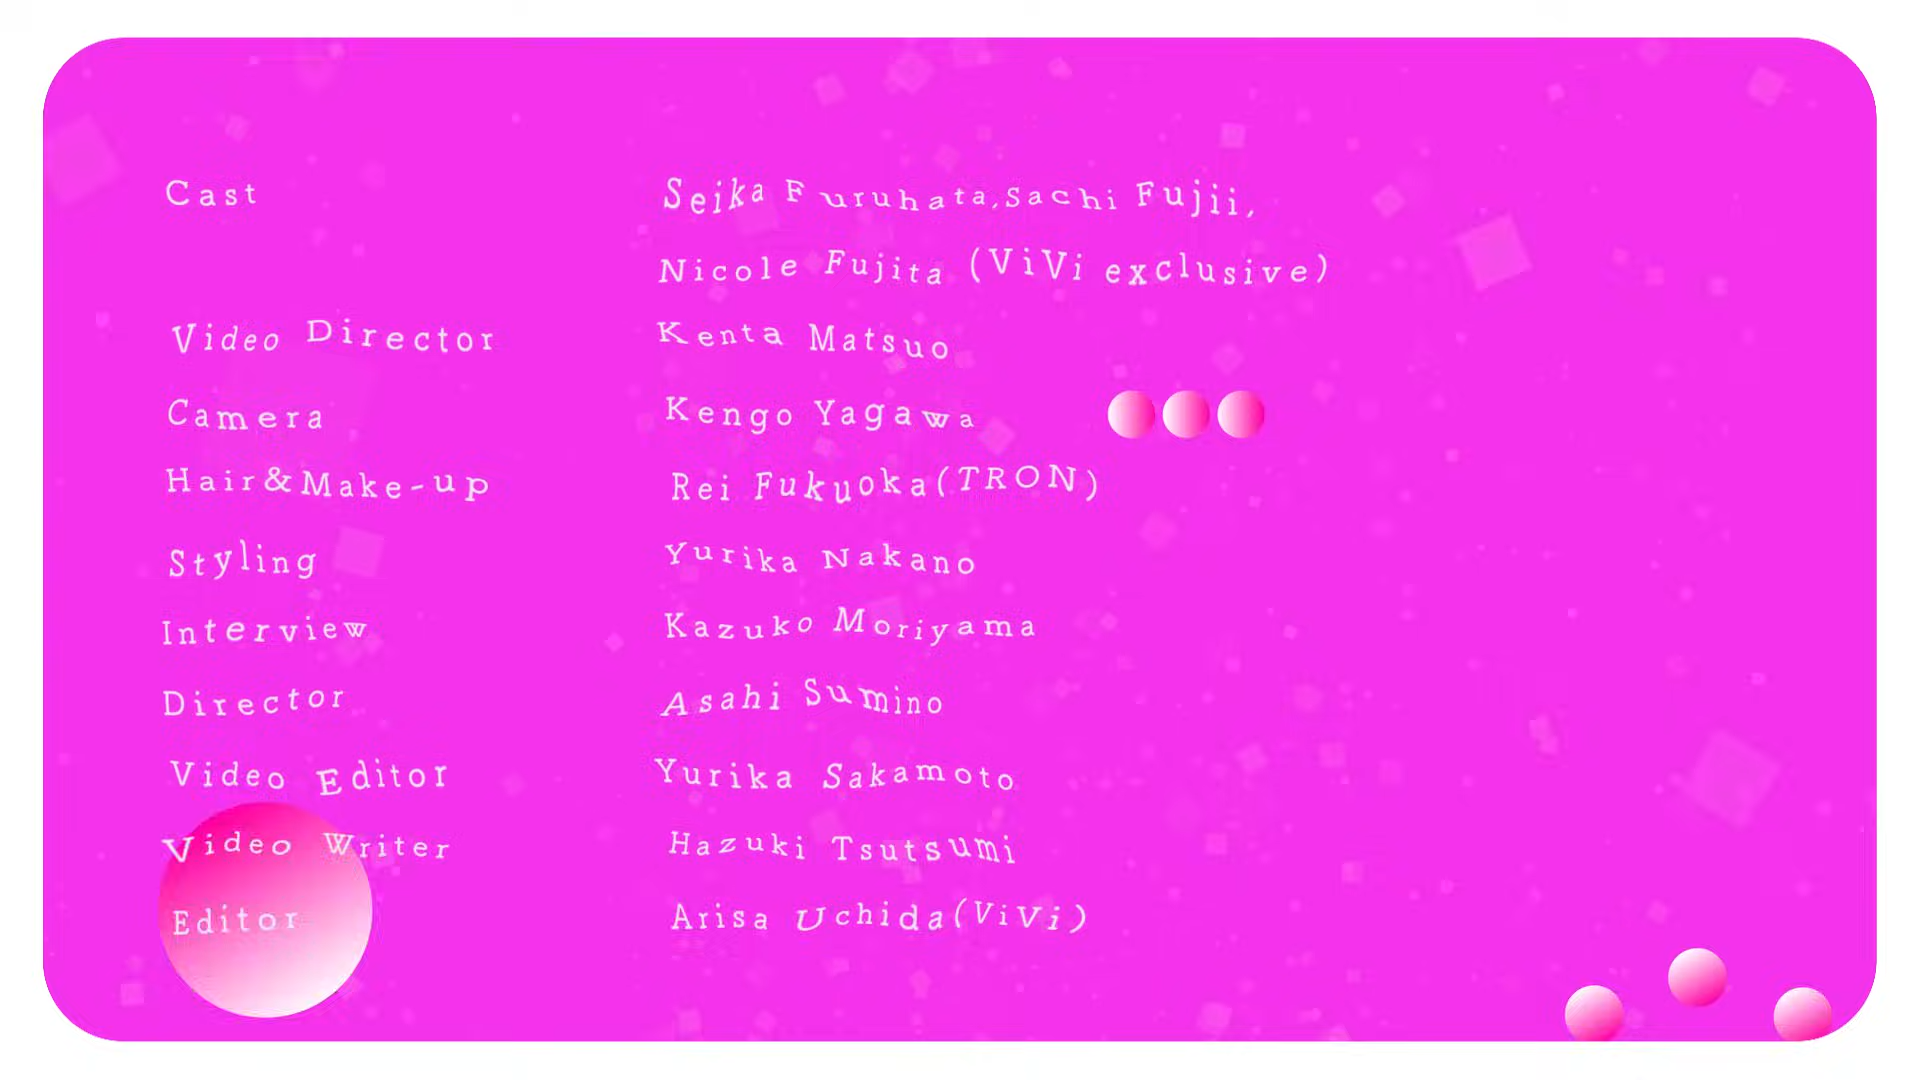 Cast Seika Furuhata,Sachi Fujii,
Nicole Fujita (ViVi exclusive)
Video Director Kenta Matsuo
Camera Kengo Yagawa
Hair&Make-up Rei Fukuoka(TRON)
Styling Yurika Nakano
Interview Kazuko Moriyama
Director Asahi Sumino
Video Editor Yurika Sakamoto
Video Writer Hazuki Tsutsumi
Editor Arisa Uchida(ViVi)